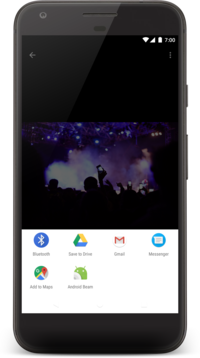 7:00
Bluetooth
Save to Drive
Gmail
Messenger
Add to Maps
Android Beam